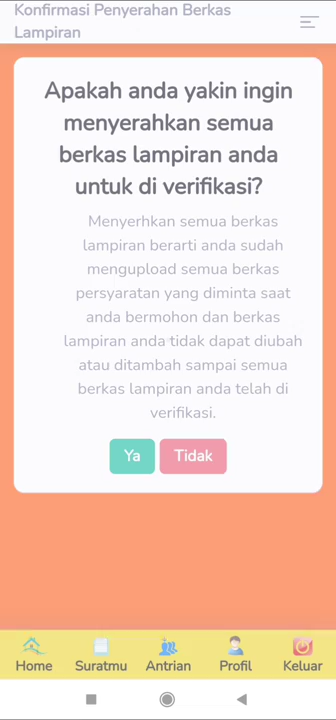 Konfirmasi Penyerahan Berkas
Lampiran
Apakah anda yakin ingin
menyerahkan semua
berkas lampiran anda
untuk di verifikasi?
Menyerhkan semua berkas
lampiran berarti anda sudah
mengupload semua berkas
persyaratan yang diminta saat
anda bermohon dan berkas
lampiran anda tidak dapat diubah
atau ditambah sampai semua
berkas lampiran anda telah di
verifikasi.
Ya Tidak
Home Suratmu Antrian Profil Keluar